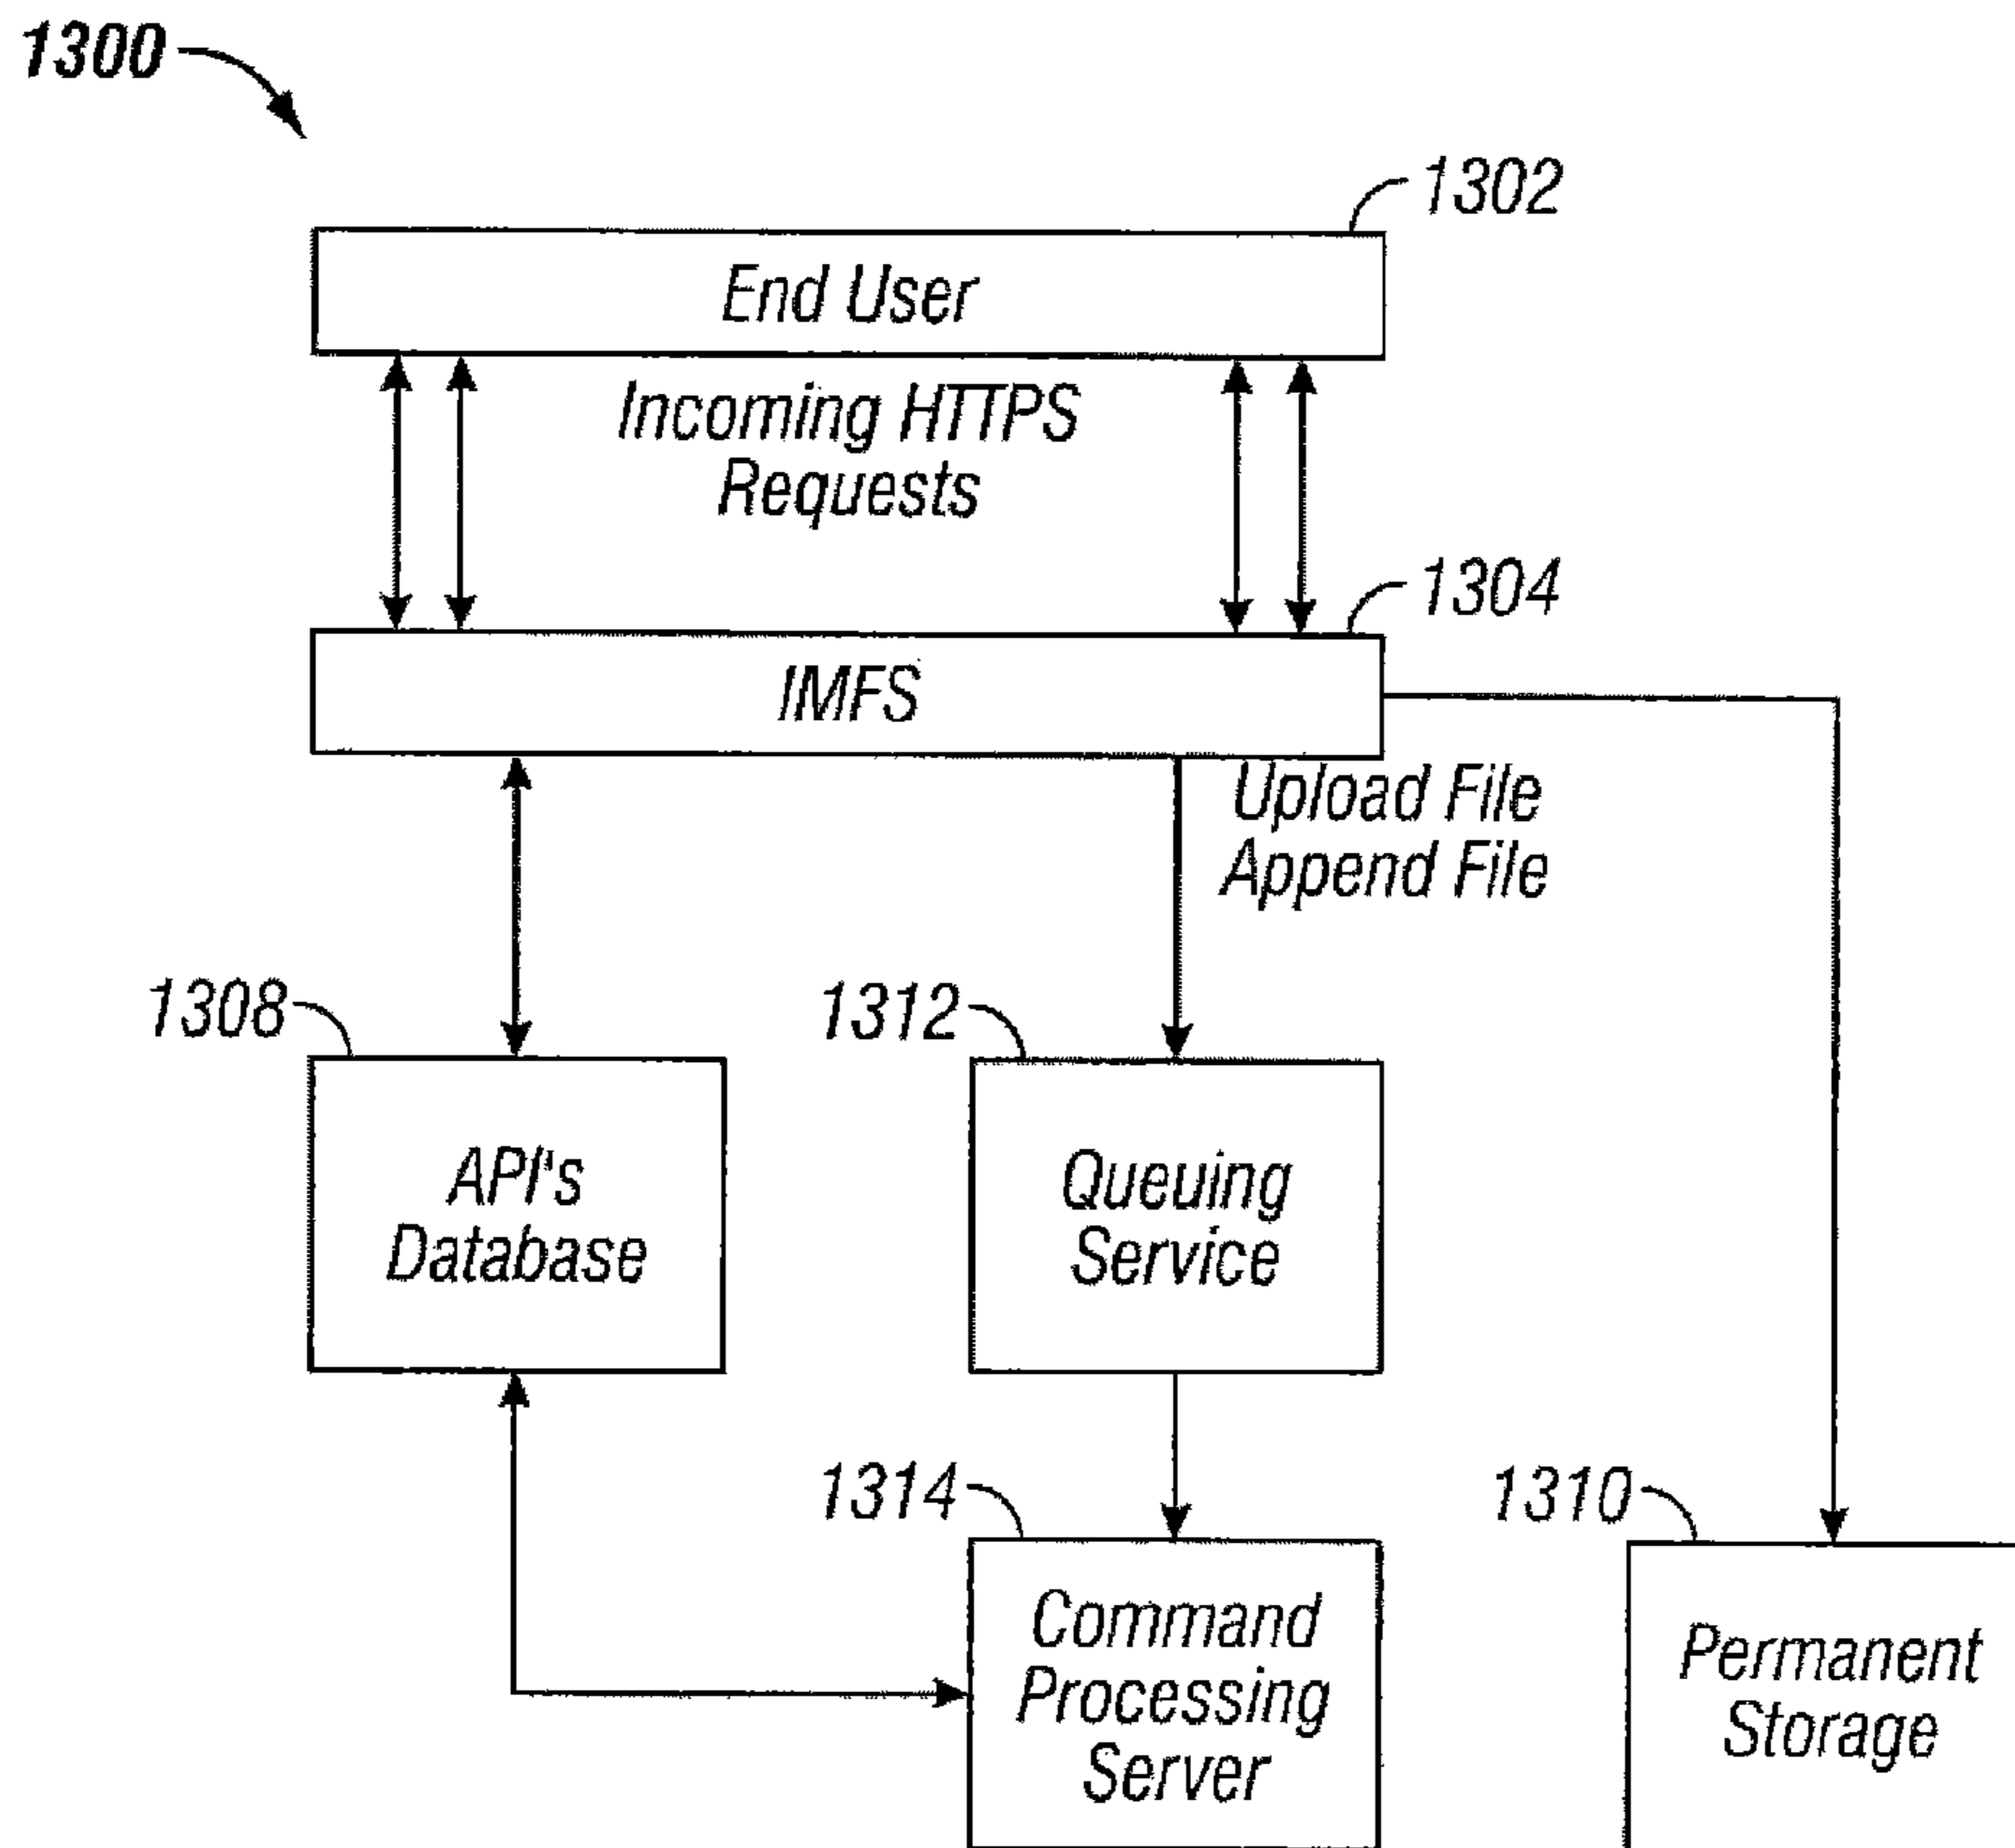 1300
1302
End User
Incoming HTTPS
Requests
1304
IMFS
Upload File
Append File
1308
1312
API's
Database
Queuing
Service
1314
1310
Command
Processing
Server
Permanent
Storage